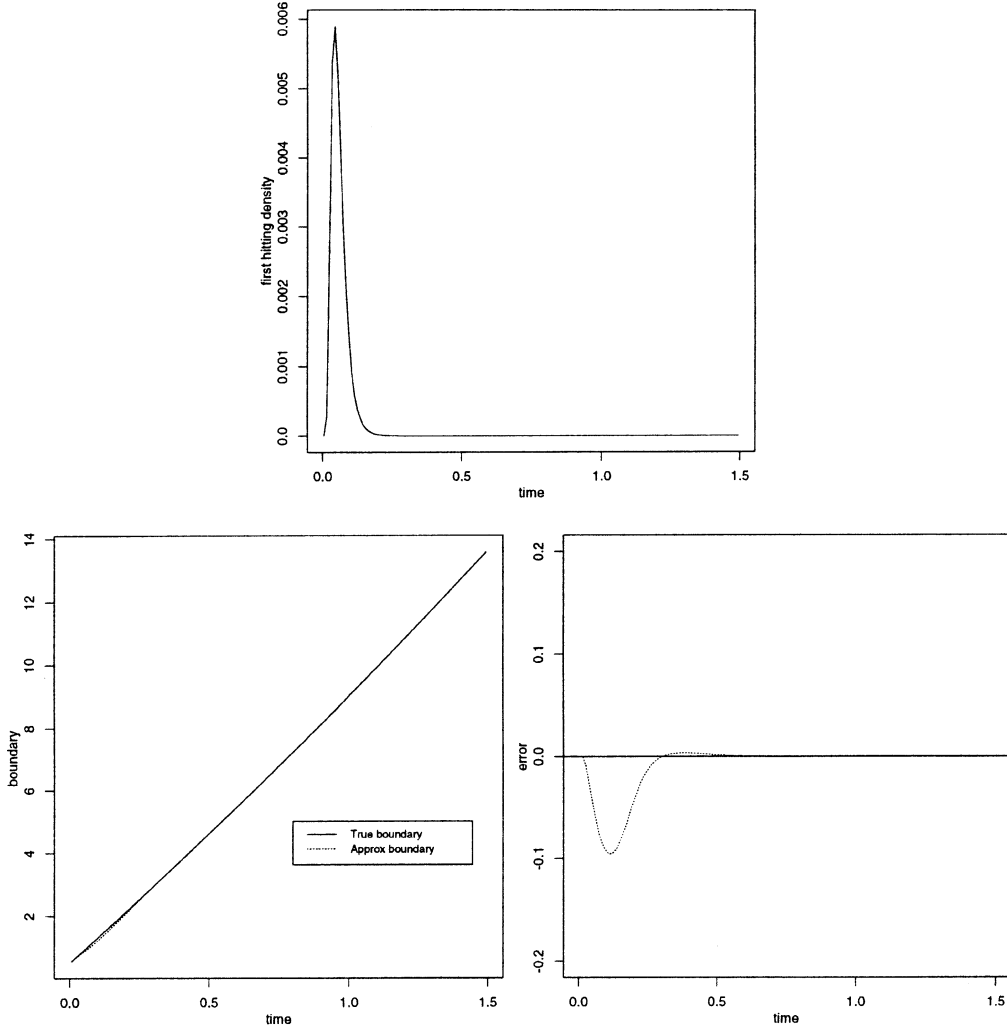 first hitting density
0.006
0.005
0.004
0.003
0.002
0.001
0.0
0.0 0.5 1.0 1.5
time
boundary
14
12
10
8
6
4
2
True boundary
Approx boundary
0.0 0.5 1.0 1.5
time
error
0.2
0.1
0.0
-0.1
-0.2
0.0 0.5 1.0 1.5
time